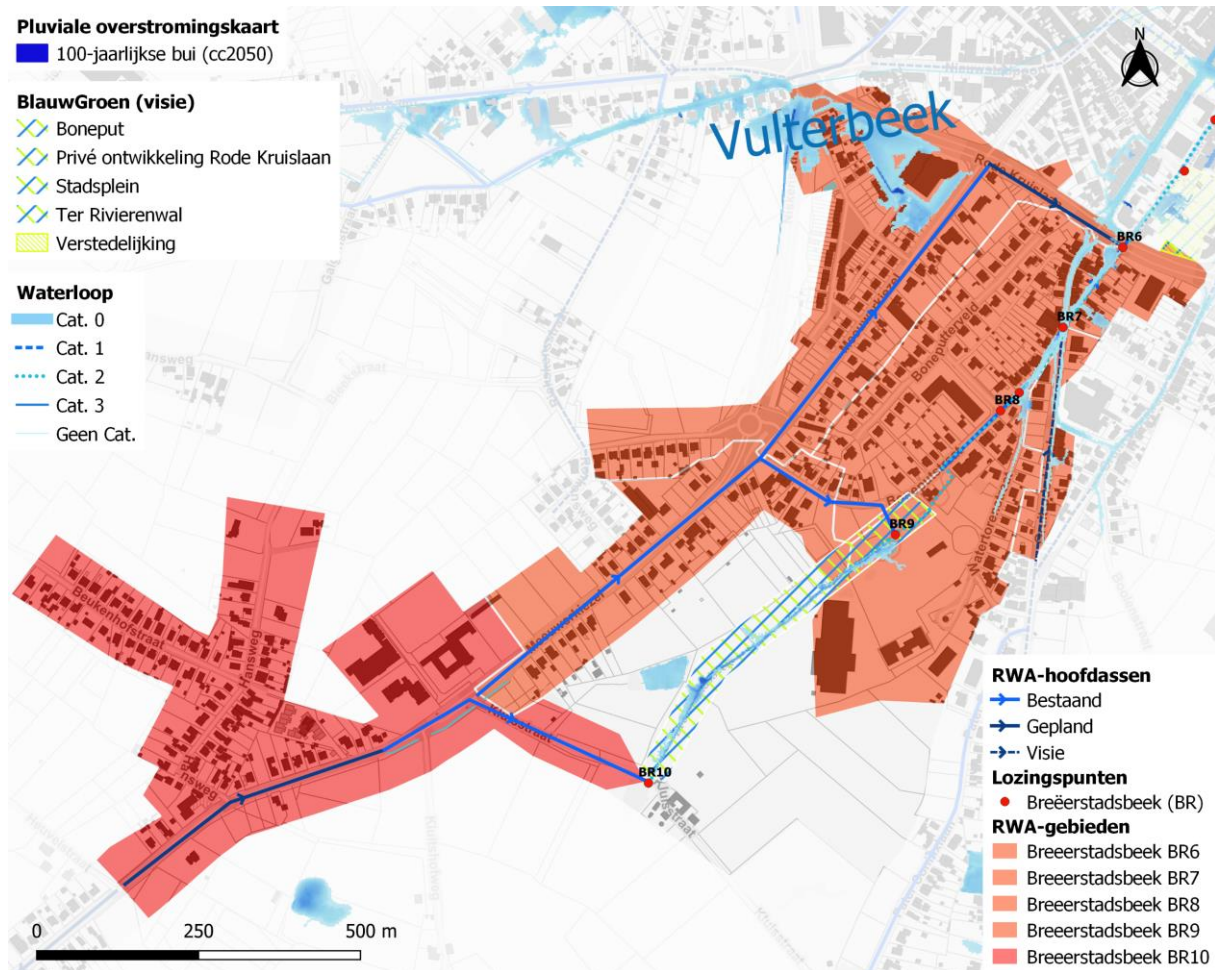 Pluviale overstromingskaart
100-jaarlijkse bui (cc2050)
BlauwGroen (visie)
Boneput
Privé ontwikkeling Rode Kruislaan
Stadsplein
Ter Rivierenwal
Verstedelijking
Waterloop
Cat. 0
Cat. 1
Cat. 2
Cat. 3
Geen Cat.
N
Vulterbeek
BR6
BR7
Boneputterveld
BR8
BR9
Beukenhofstraat
BR10
0 250 500 m
RWA-hoofdassen
Bestaand
Gepland
Visie
Lozingspunten
Breëerstadsbeek (BR)
RWA-gebieden
Breeerstadsbeek BR6
Breeerstadsbeek BR7
Breeerstadsbeek BR8
Breeerstadsbeek BR9
Breeerstadsbeek BR10